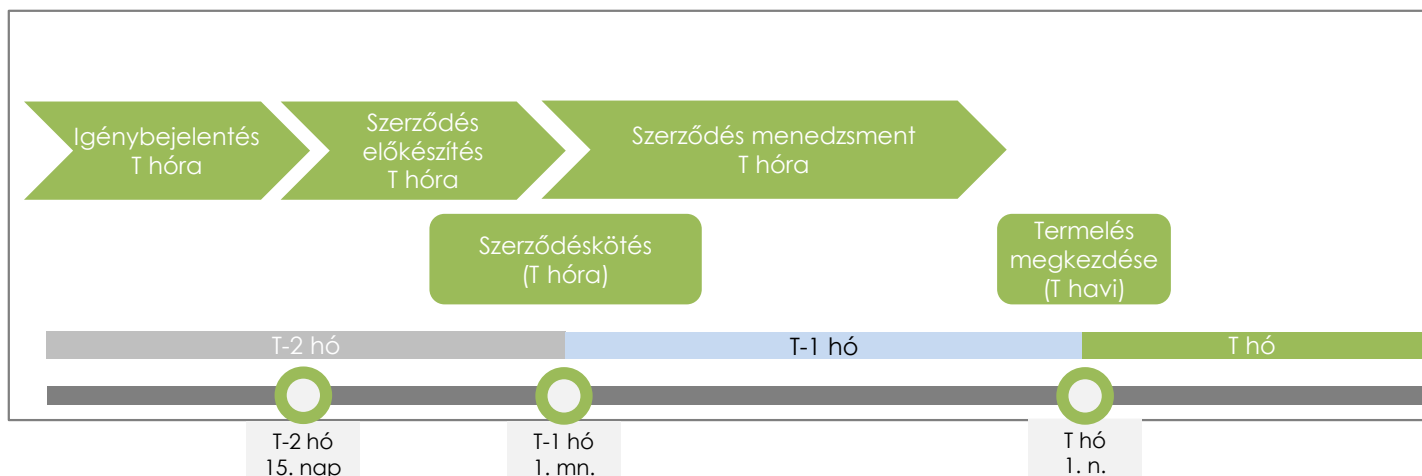 Igénybejelentés
T hóra
Szerződés
előkészítés
T hóra
Szerződés menedzsment
T hóra
Szerződéskötés
(T hóra)
Termelés
megkezdése
(T havi)
T-2 hó
T-1 hó
T hó
T-2 hó
15. nap
T-1 hó
1. mn.
T hó
1. n.